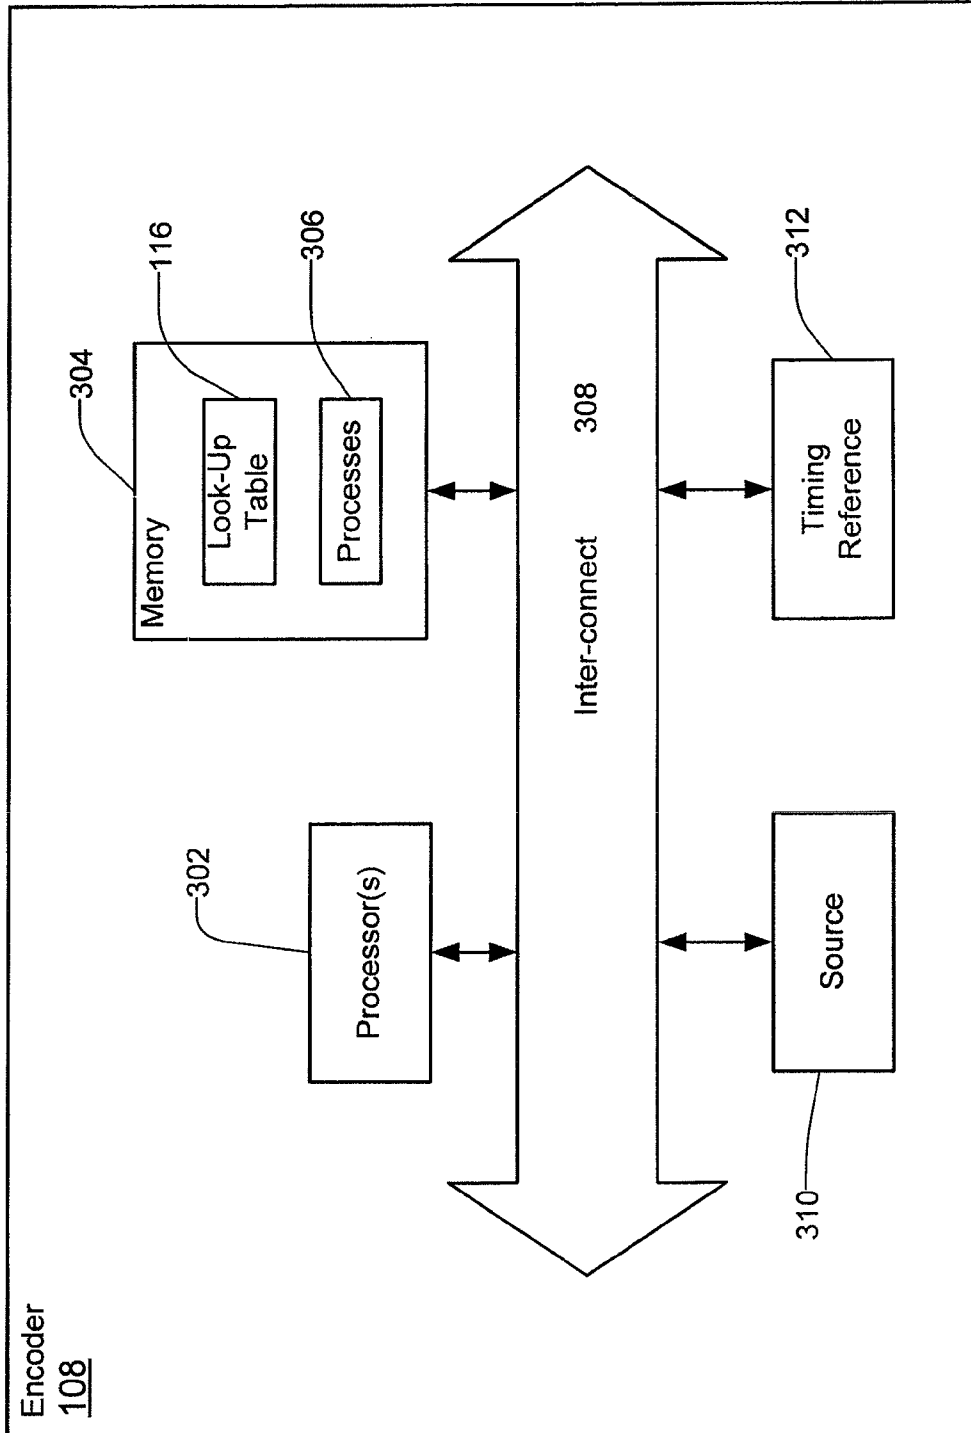 Encoder
108
302
Processor(s)
304
Memory
116
Look-Up
Table
306
Processes
Inter-connect 308
310
Source
312
Timing
Reference